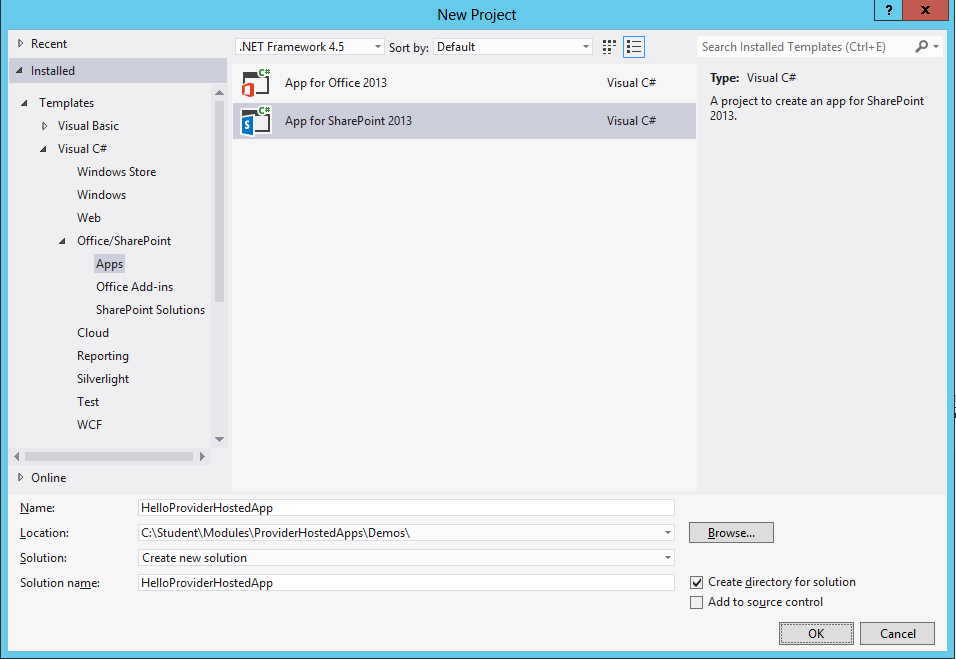 New Project
?
x
Recent
.NET Framework 4.5
Sort by:
Default
Search Installed Templates (Ctrl+E)
Installed
Templates
Visual Basic
Visual C#
Windows Store
Windows
Web
Office/SharePoint
Apps
Office Add-ins
SharePoint Solutions
Cloud
Reporting
Silverlight
Test
WCF
Online
C#
App for Office 2013
Visual C#
C#
S
App for SharePoint 2013
Visual C#
Type: Visual C#
A project to create an app for SharePoint
2013.
Name:
HelloProviderHostedApp
Location:
C:\Student\Modules\ProviderHostedApps\Demos\
Browse...
Solution:
Create new solution
Solution name:
HelloProviderHostedApp
Create directory for solution
Add to source control
OK
Cancel